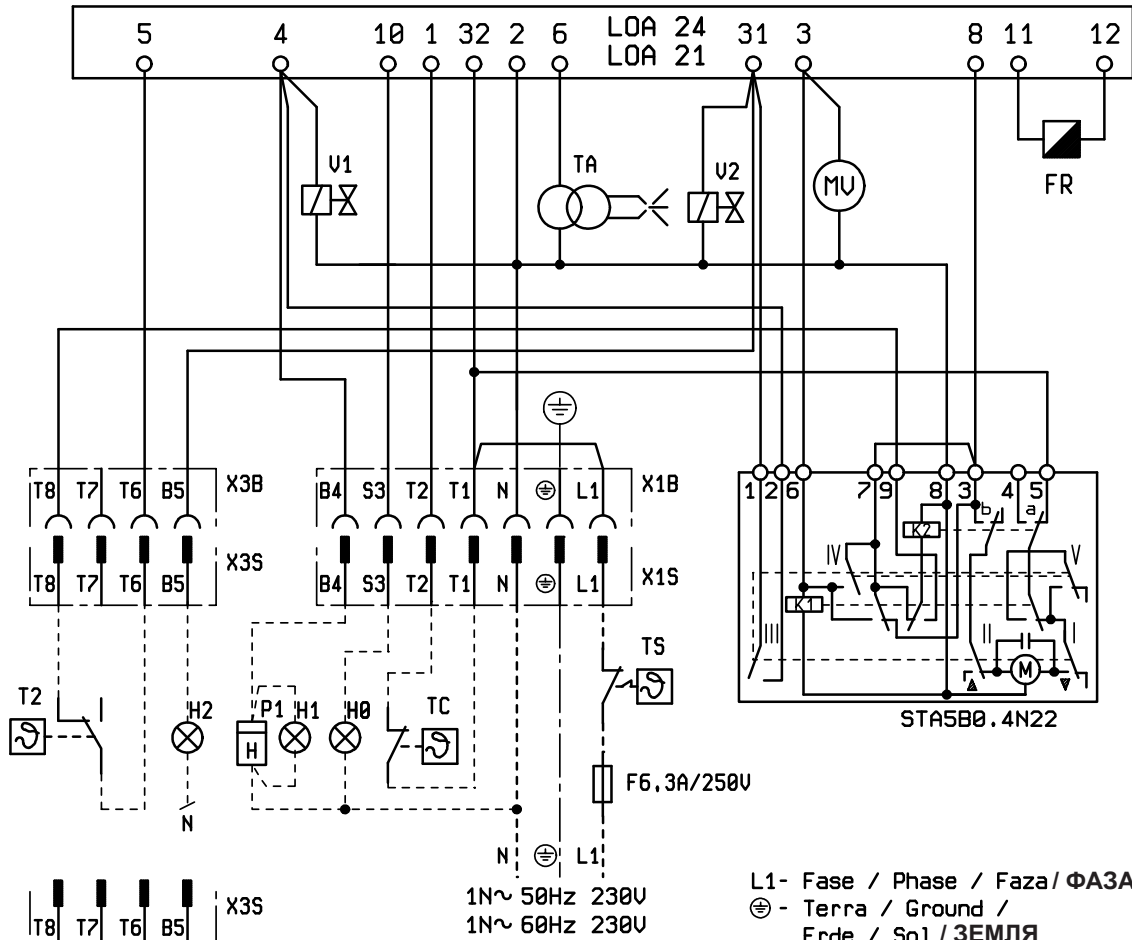 LOA 24
LOA 21
5 4 10 1 32 2 6 31 3 8 11 12
V1
TA
V2
MV
FR
T8 T7 T6 B5 X3B
B4 S3 T2 T1 N L1 X1B
T8 T7 T6 B5 X3S
B4 S3 T2 T1 N L1 X1S
1 2 6 7 9 8 3 4 5
b a
K2
IV V
K1
III II I
M
STA5B0.4N22
T2
H2
P1 H1 H0
H
TC
TS
F6,3A/250V
N
N L1
1N~ 50Hz 230V
1N~ 60Hz 230V
X3S
T8 T7 T6 B5
L1- Fase / Phase / Faza / ФАЗА
- Terra / Ground /
Erde / Sol / ЗЕМЛЯ